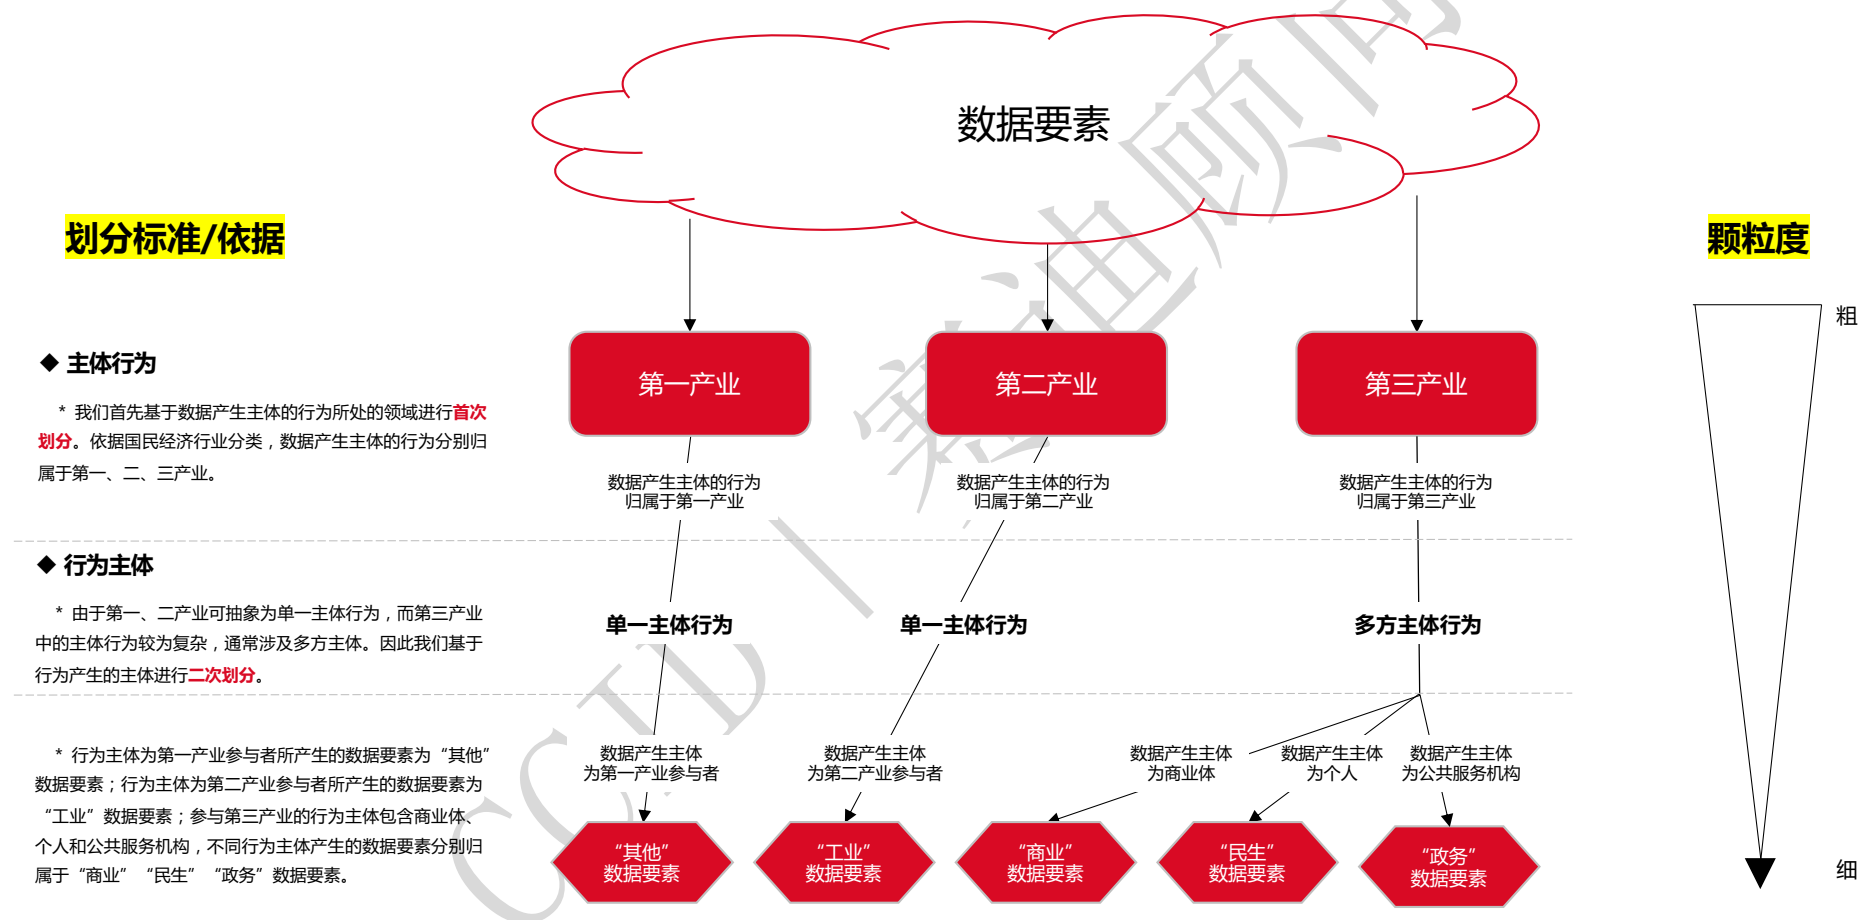 数据要素
划分标准/依据
颗粒度
粗
◆ 主体行为
* 我们首先基于数据产生主体的行为所处的领域进行首次
划分。依据国民经济行业分类，数据产生主体的行为分别归
属于第一、二、三产业。
第一产业
第二产业
第三产业
数据产生主体的行为
归属于第一产业
数据产生主体的行为
归属于第二产业
数据产生主体的行为
归属于第三产业
◆ 行为主体
* 由于第一、二产业可抽象为单一主体行为，而第三产业
中的主体行为较为复杂，通常涉及多方主体。因此我们基于
行为产生的主体进行二次划分。
单一主体行为
单一主体行为
多方主体行为
* 行为主体为第一产业参与者所产生的数据要素为“其他”
数据要素；行为主体为第二产业参与者所产生的数据要素为
“工业”数据要素；参与第三产业的行为主体包含商业体、
个人和公共服务机构，不同行为主体产生的数据要素分别归
属于“商业”“民生”“政务”数据要素。
数据产生主体
为第一产业参与者
数据产生主体
为第二产业参与者
数据产生主体
为商业体
数据产生主体
为个人
数据产生主体
为公共服务机构
“其他”
数据要素
“工业”
数据要素
“商业”
数据要素
“民生”
数据要素
“政务”
数据要素
细
CCID | 赛迪顾问